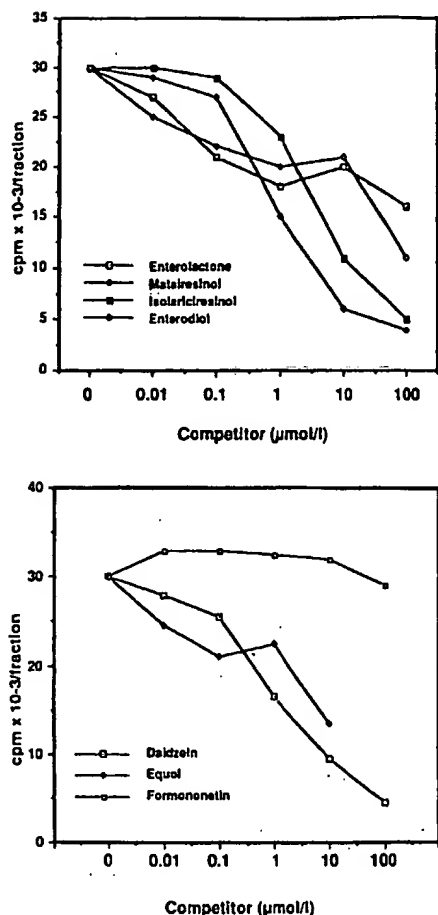 35
30
25
20
15
10
5
0
cpm x 10-3/fraction
Enterolactone
Matairesinol
Isolariciresinol
Enterodiol
0 0.01 0.1 1 10 100
Competitor (µmol/l)
40
30
20
10
0
cpm x 10-3/fraction
Daidzein
Equol
Formononetin
0 0.01 0.1 1 10 100
Competitor (µmol/l)